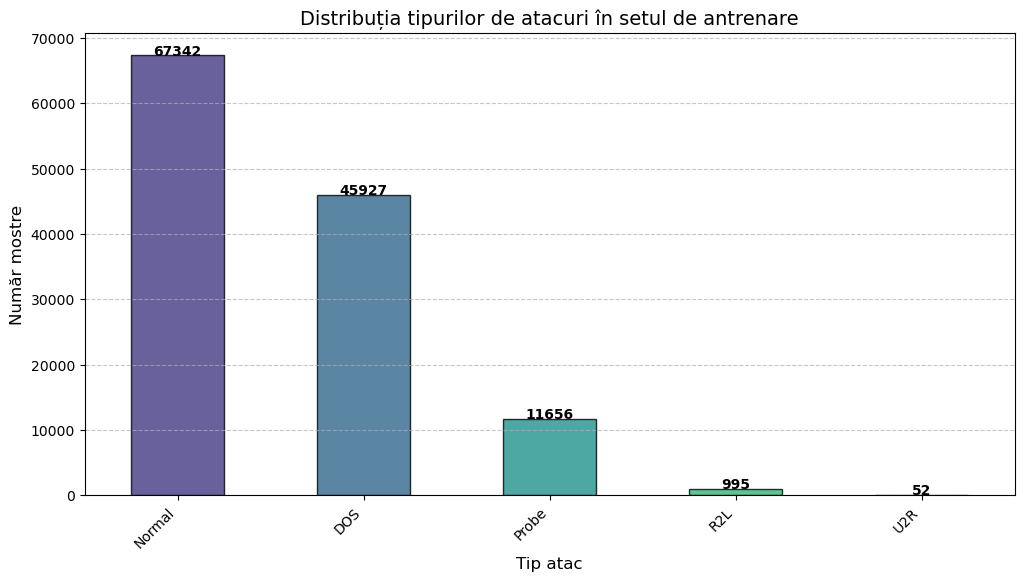 Distribuția tipurilor de atacuri în setul de antrenare
Număr mostre
70000
60000
50000
40000
30000
20000
10000
0
67342
45927
11656
995
52
Normal
DOS
Probe
R2L
U2R
Tip atac